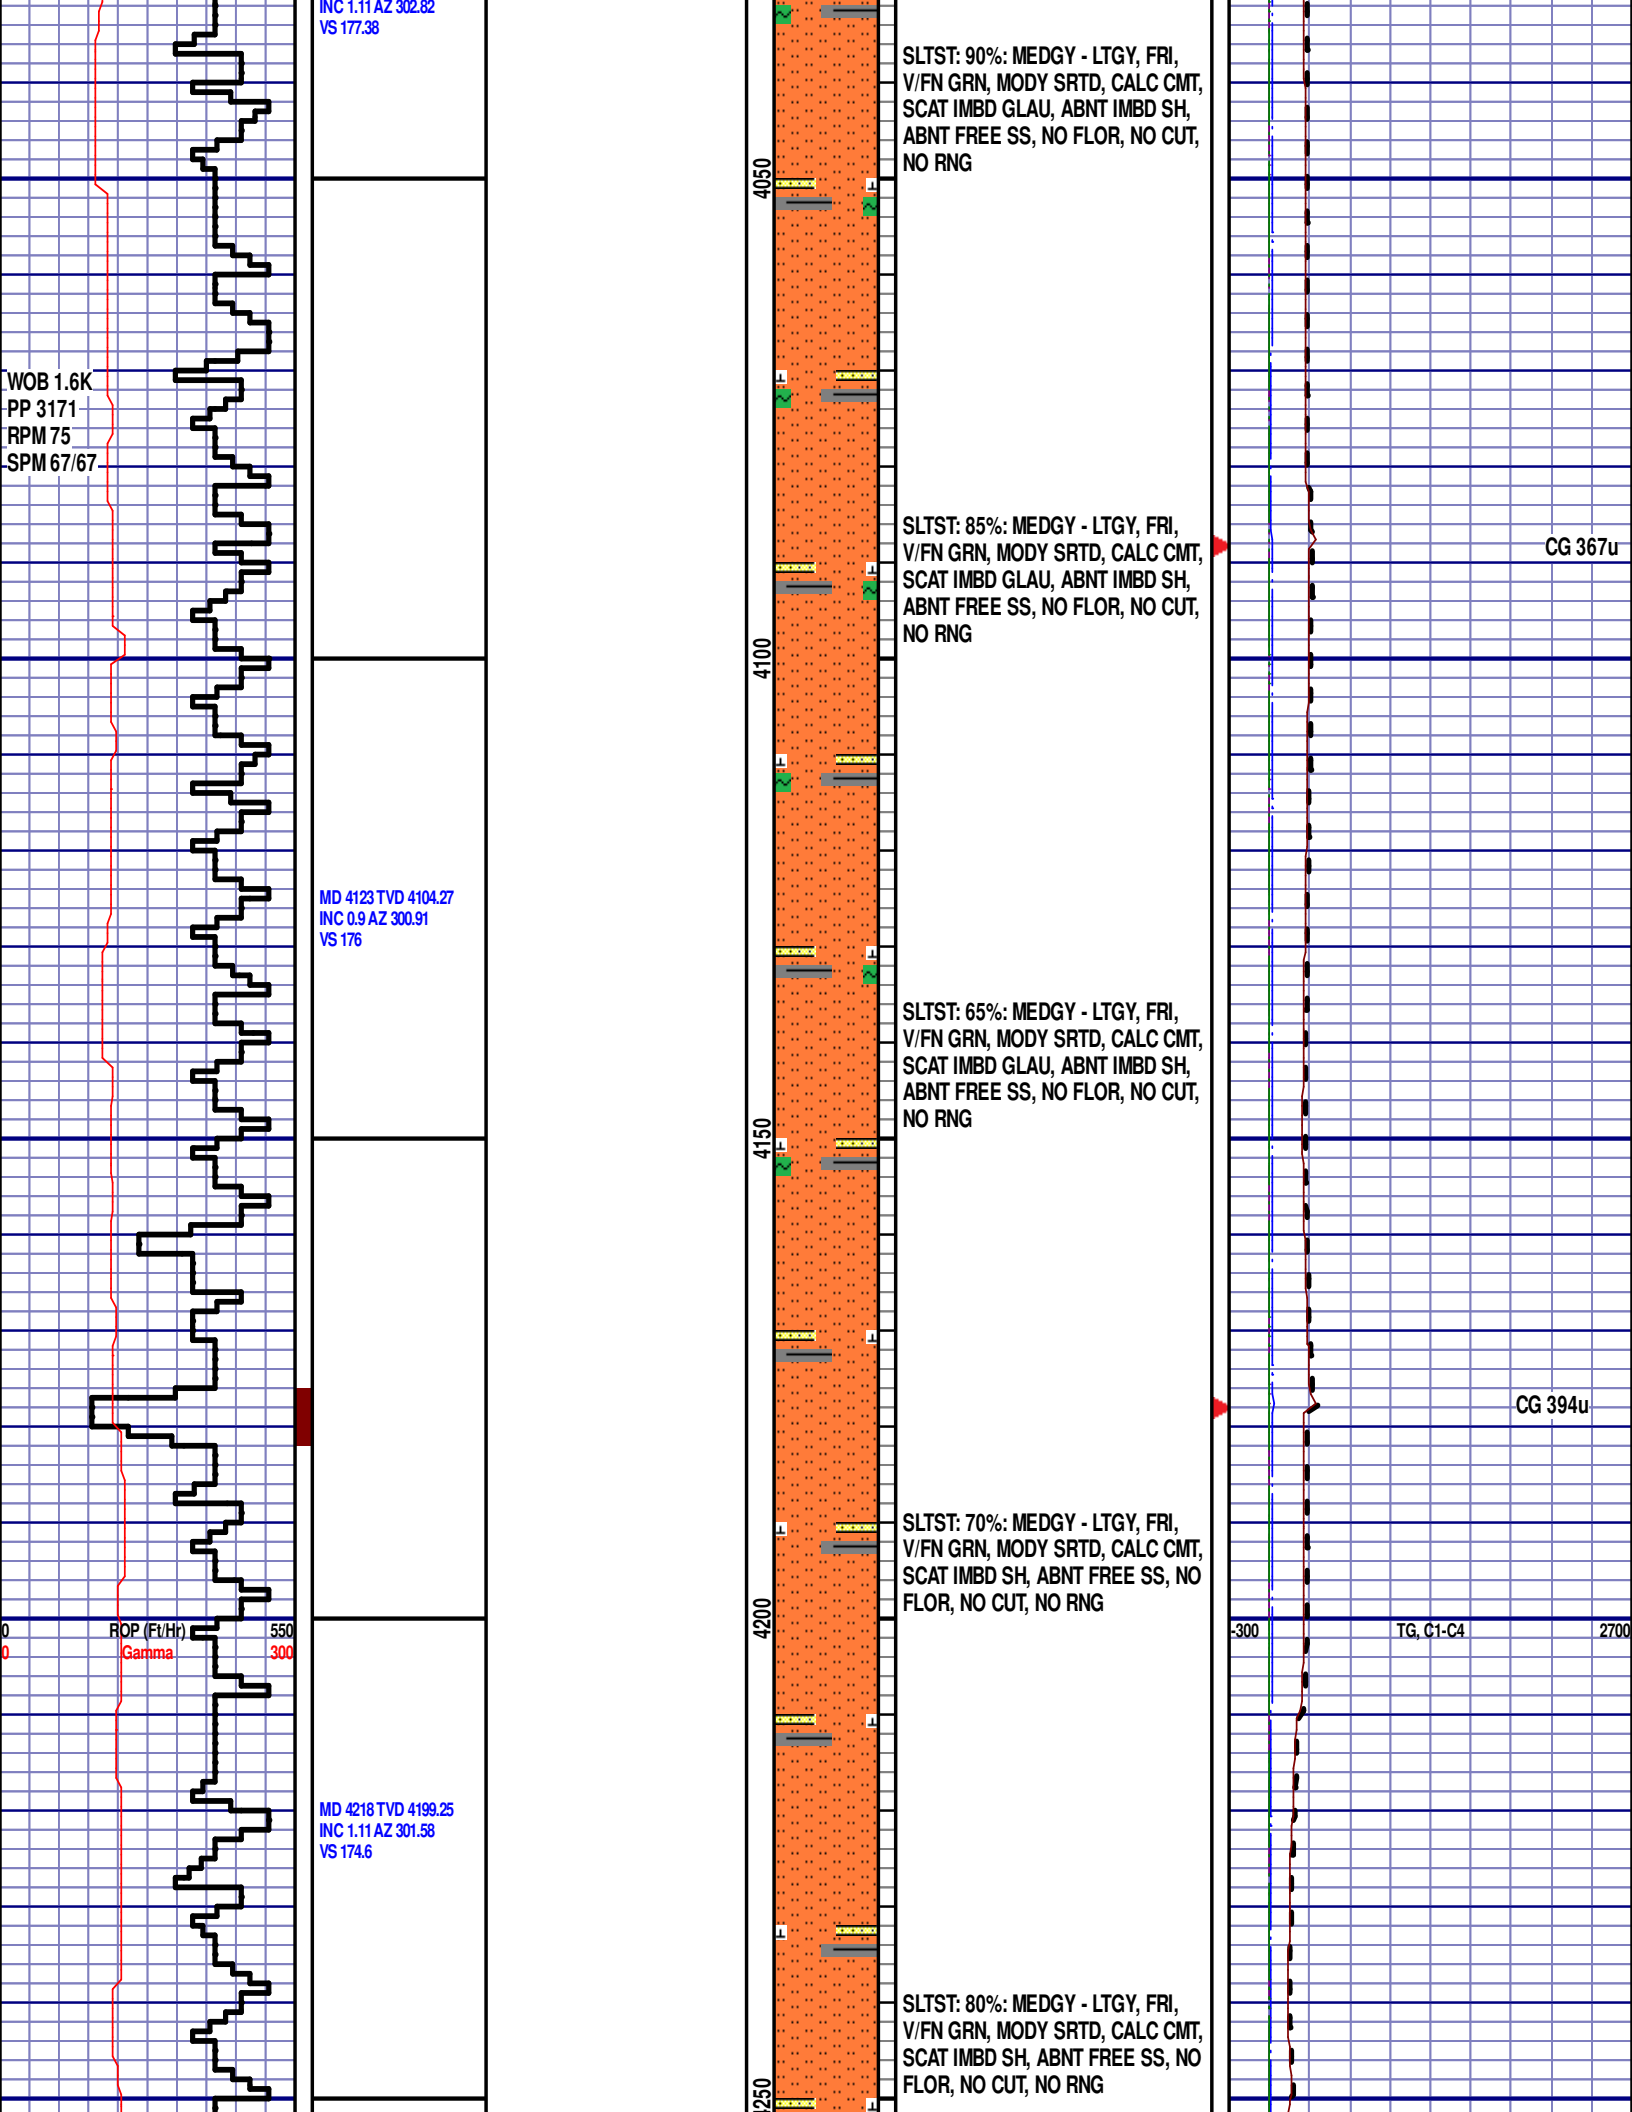 INC 1.11 AZ 302.82
VS 177.38
SLTST: 90%: MEDGY - LTGY, FRI,
V/FN GRN, MODY SRTD, CALC CMT,
SCAT IMBD GLAU, ABNT IMBD SH,
ABNT FREE SS, NO FLOR, NO CUT,
NO RNG
4050
WOB 1.6K
PP 3171
RPM 75
SPM 67/67
SLTST: 85%: MEDGY - LTGY, FRI,
V/FN GRN, MODY SRTD, CALC CMT,
SCAT IMBD GLAU, ABNT IMBD SH,
ABNT FREE SS, NO FLOR, NO CUT,
NO RNG
CG 367u
4100
MD 4123 TVD 4104.27
INC 0.9 AZ 300.91
VS 176
SLTST: 65%: MEDGY - LTGY, FRI,
V/FN GRN, MODY SRTD, CALC CMT,
SCAT IMBD GLAU, ABNT IMBD SH,
ABNT FREE SS, NO FLOR, NO CUT,
NO RNG
4150
CG 394u
SLTST: 70%: MEDGY - LTGY, FRI,
V/FN GRN, MODY SRTD, CALC CMT,
SCAT IMBD SH, ABNT FREE SS, NO
FLOR, NO CUT, NO RNG
4200
0 ROP (Ft/Hr) 550
0 Gamma 300
-300 TG, C1-C4 2700
MD 4218 TVD 4199.25
INC 1.11 AZ 301.58
VS 174.6
SLTST: 80%: MEDGY - LTGY, FRI,
V/FN GRN, MODY SRTD, CALC CMT,
SCAT IMBD SH, ABNT FREE SS, NO
FLOR, NO CUT, NO RNG
4250